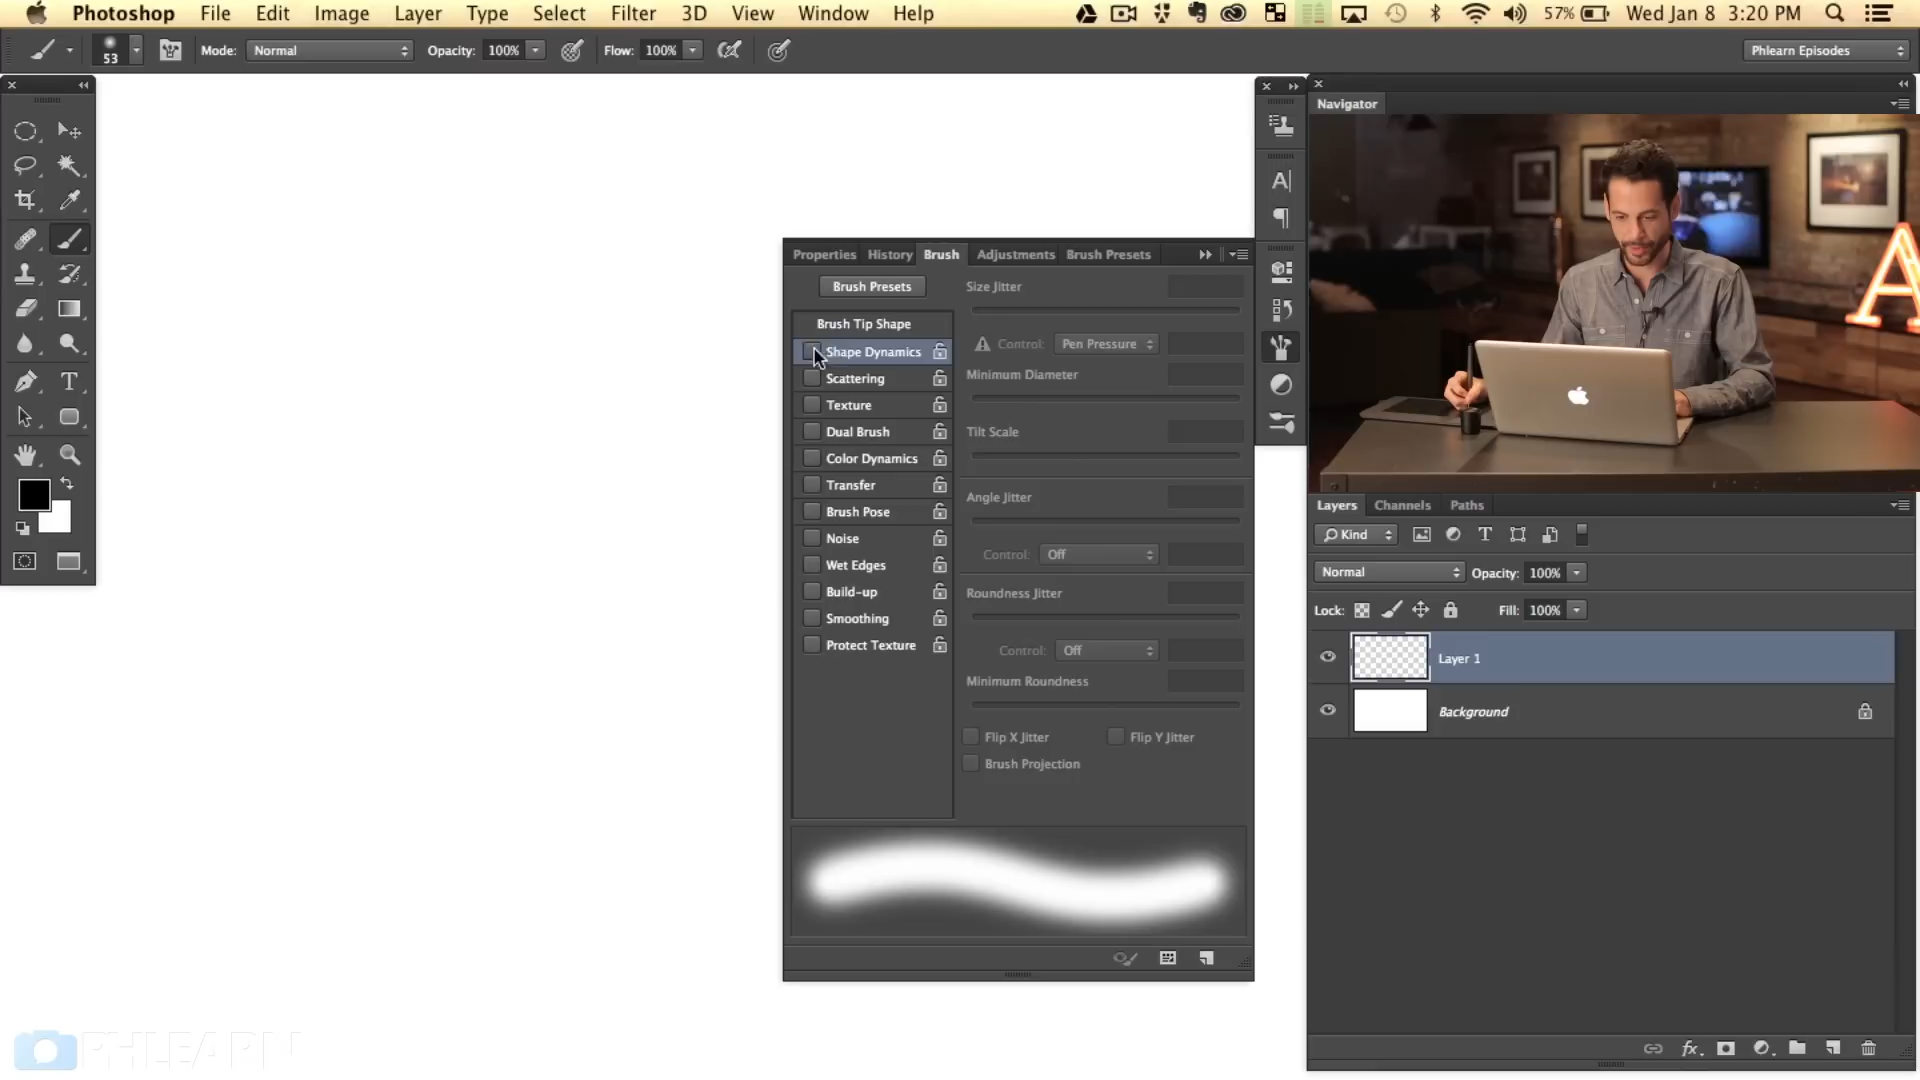 Photoshop File Edit Image Layer Type Select Filter 3D View Window Help 57% Wed Jan 8 3:20 PM
53 Mode: Normal Opacity: 100% Flow: 100% Phlearn Episodes
Navigator
Properties History Brush Adjustments Brush Presets
Brush Presets
Brush Tip Shape
Shape Dynamics
Scattering
Texture
Dual Brush
Color Dynamics
Transfer
Brush Pose
Noise
Wet Edges
Build-up
Smoothing
Protect Texture
Size Jitter
Control: Pen Pressure
Minimum Diameter
Tilt Scale
Angle Jitter
Control: Off
Roundness Jitter
Control: Off
Minimum Roundness
Flip X Jitter Flip Y Jitter
Brush Projection
A
Layers Channels Paths
Kind
Normal Opacity: 100%
Lock: Fill: 100%
Layer 1
Background
PHLEARN